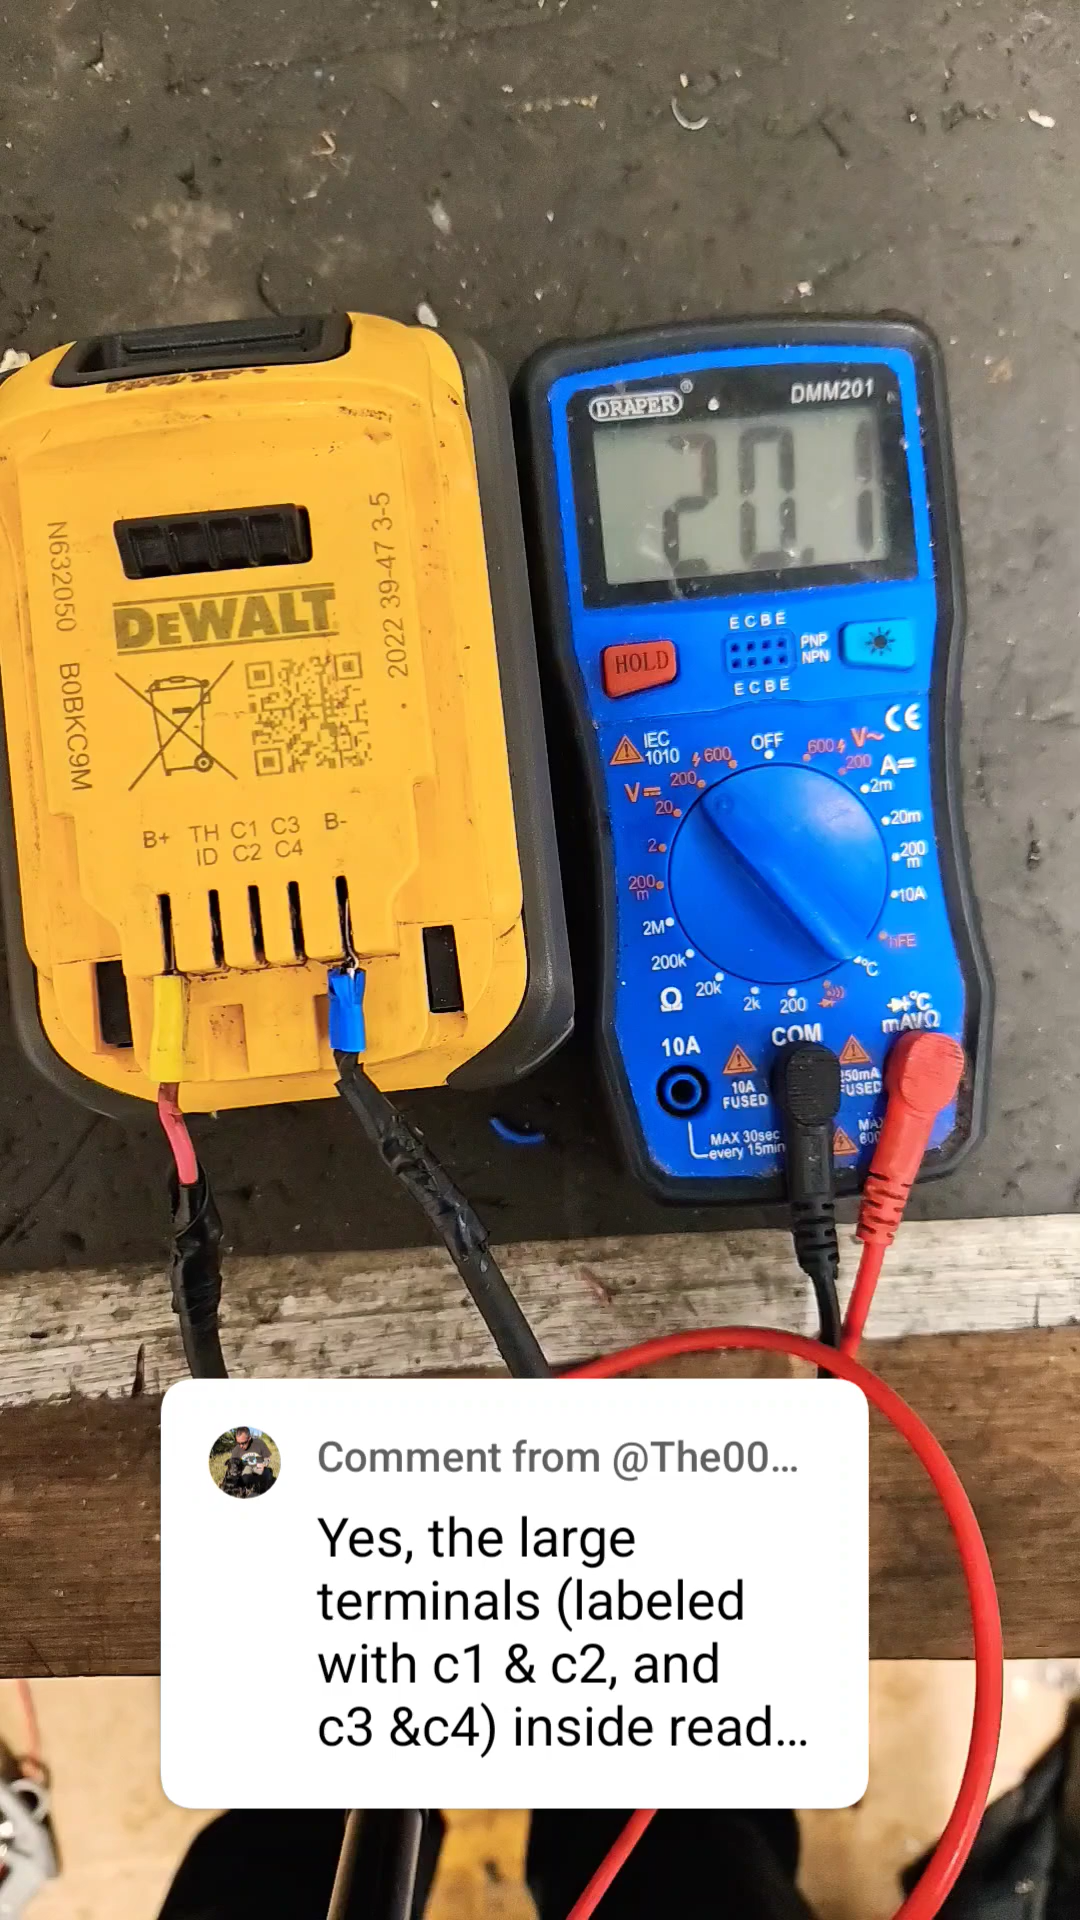 DRAPER®
DMM201
20.1
N632050 B0BKC9M
2022 39-47 3-5
DEWALT
B+ TH C1 C3 B-
ID C2 C4
E C B E
HOLD
PNP
NPN
E C B E
CE
IEC
1010
600
OFF
600
V~
200
A=
V=
200
20
2
200
m
2M
200k
20k
2k
200
Ω
2m
20m
200
m
10A
hFE
°C
10A
COM
°C
mAVΩ
10A
FUSED
250mA
FUSED
MAX 30sec
every 15min
Comment from @The00...
Yes, the large
terminals (labeled
with c1 & c2, and
c3 &c4) inside read...